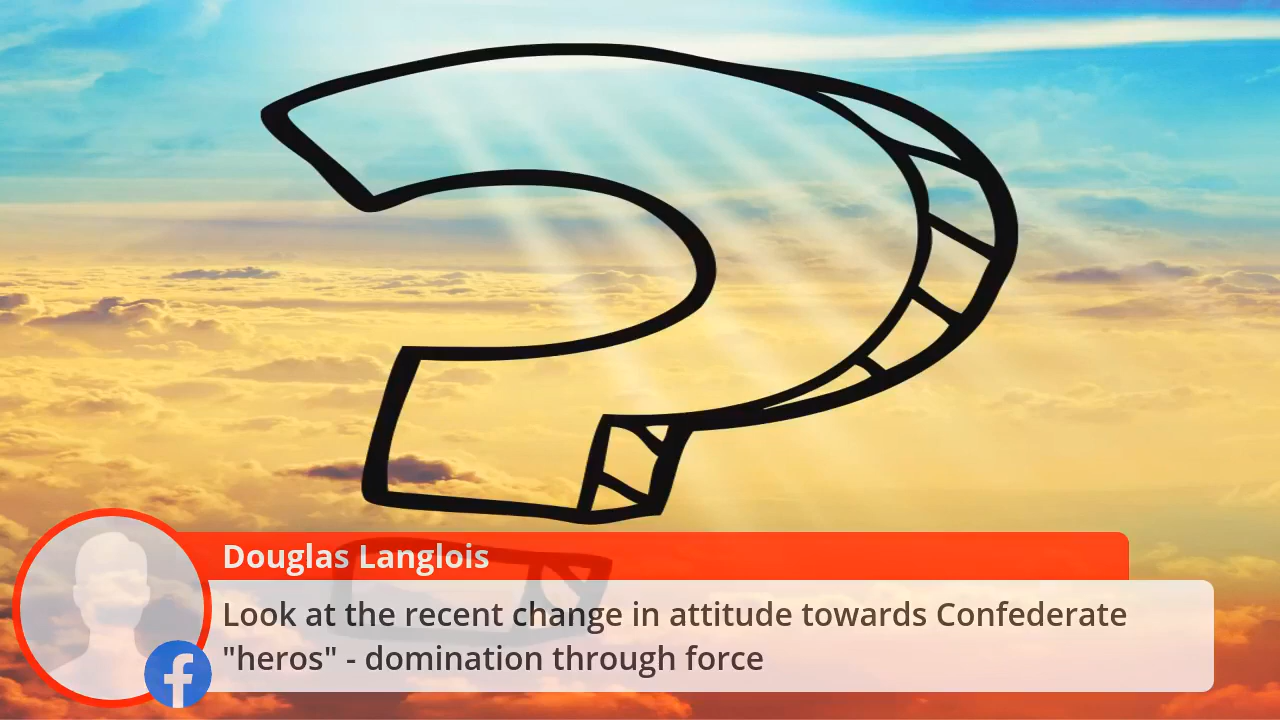 Douglas Langlois
Look at the recent change in attitude towards Confederate
"heros" - domination through force